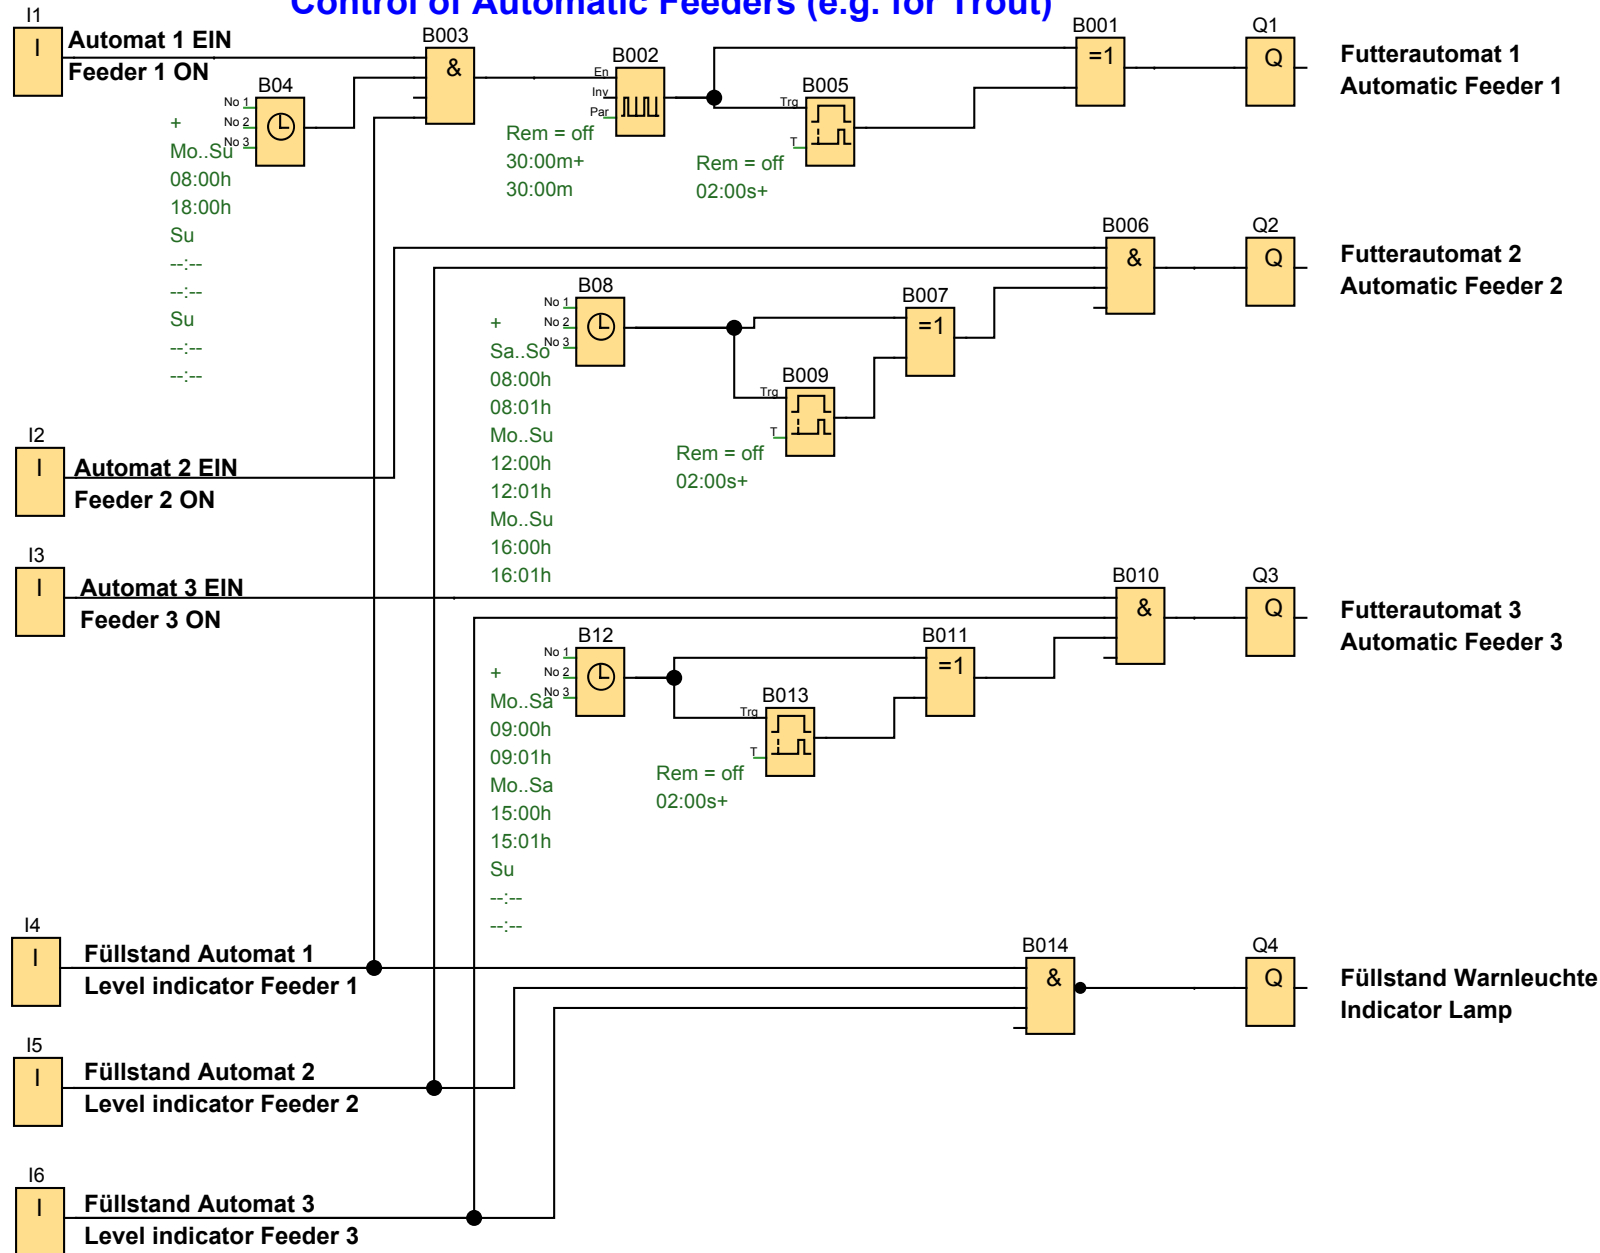 Control of Automatic Feeders (e.g. for Trout)
I1
I
Automat 1 EIN
Feeder 1 ON
B04
No 1
No 2
No 3
+
Mo..Su
08:00h
18:00h
Su
--:--
--:--
Su
--:--
--:--
B003
&
B002
En
Inv
Par
Rem = off
30:00m+
30:00m
B005
Trg
T
Rem = off
02:00s+
B001
=1
Q1
Q
Futterautomat 1
Automatic Feeder 1
B006
&
Q2
Q
Futterautomat 2
Automatic Feeder 2
B08
No 1
No 2
No 3
+
Sa..So
08:00h
08:01h
Mo..Su
12:00h
12:01h
Mo..Su
16:00h
16:01h
B007
=1
B009
Trg
T
Rem = off
02:00s+
I2
I
Automat 2 EIN
Feeder 2 ON
I3
I
Automat 3 EIN
Feeder 3 ON
B010
&
Q3
Q
Futterautomat 3
Automatic Feeder 3
B12
No 1
No 2
No 3
+
Mo..Sa
09:00h
09:01h
Mo..Sa
15:00h
15:01h
Su
--:--
--:--
B011
=1
B013
Trg
T
Rem = off
02:00s+
I4
I
Füllstand Automat 1
Level indicator Feeder 1
B014
&
Q4
Q
Füllstand Warnleuchte
Indicator Lamp
I5
I
Füllstand Automat 2
Level indicator Feeder 2
I6
I
Füllstand Automat 3
Level indicator Feeder 3